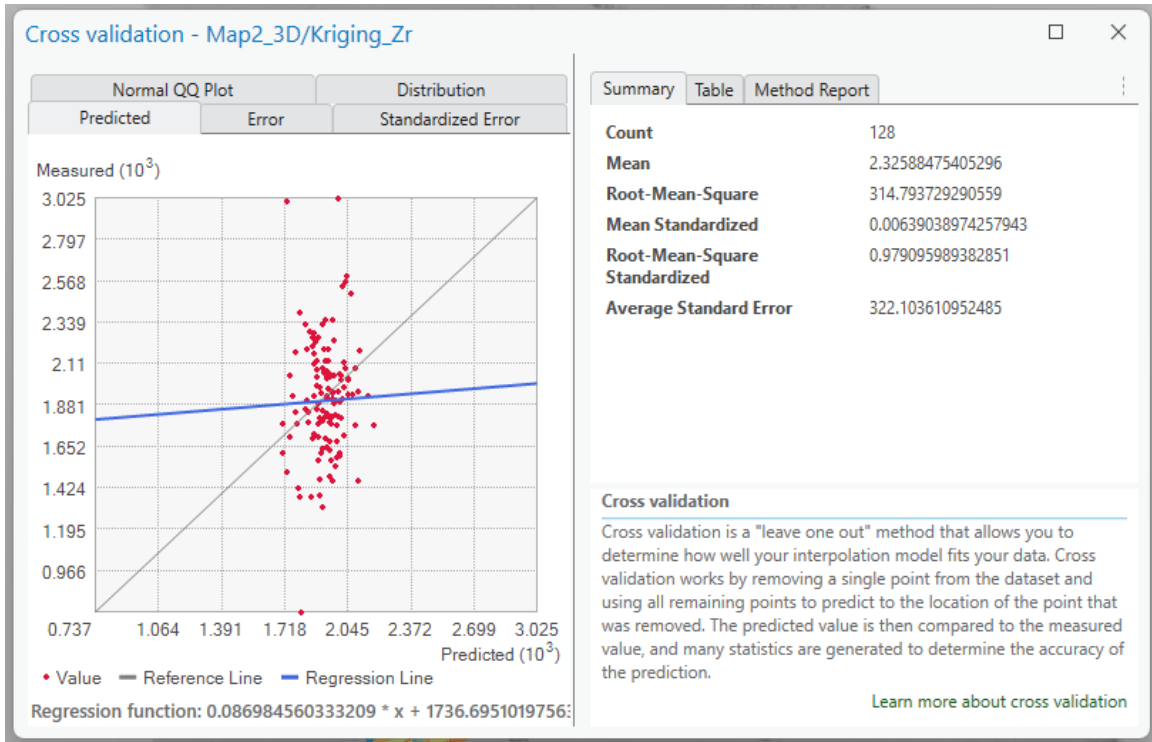 Cross validation - Map2_3D/Kriging_Zr
Normal QQ Plot
Distribution
Predicted
Error
Standardized Error
Measured (10³)
3.025
2.797
2.568
2.339
2.11
1.881
1.652
1.424
1.195
0.966
0.737
1.064
1.391
1.718
2.045
2.372
2.699
3.025
Predicted (10³)
Value
Reference Line
Regression Line
Regression function: 0.086984560333209 * x + 1736.6951019756
Summary
Table
Method Report
Count 128
Mean 2.32588475405296
Root-Mean-Square 314.793729290559
Mean Standardized 0.00639038974257943
Root-Mean-Square
Standardized 0.979095989382851
Average Standard Error 322.103610952485
Cross validation
Cross validation is a "leave one out" method that allows you to
determine how well your interpolation model fits your data. Cross
validation works by removing a single point from the dataset and
using all remaining points to predict to the location of the point that
was removed. The predicted value is then compared to the measured
value, and many statistics are generated to determine the accuracy of
the prediction.
Learn more about cross validation